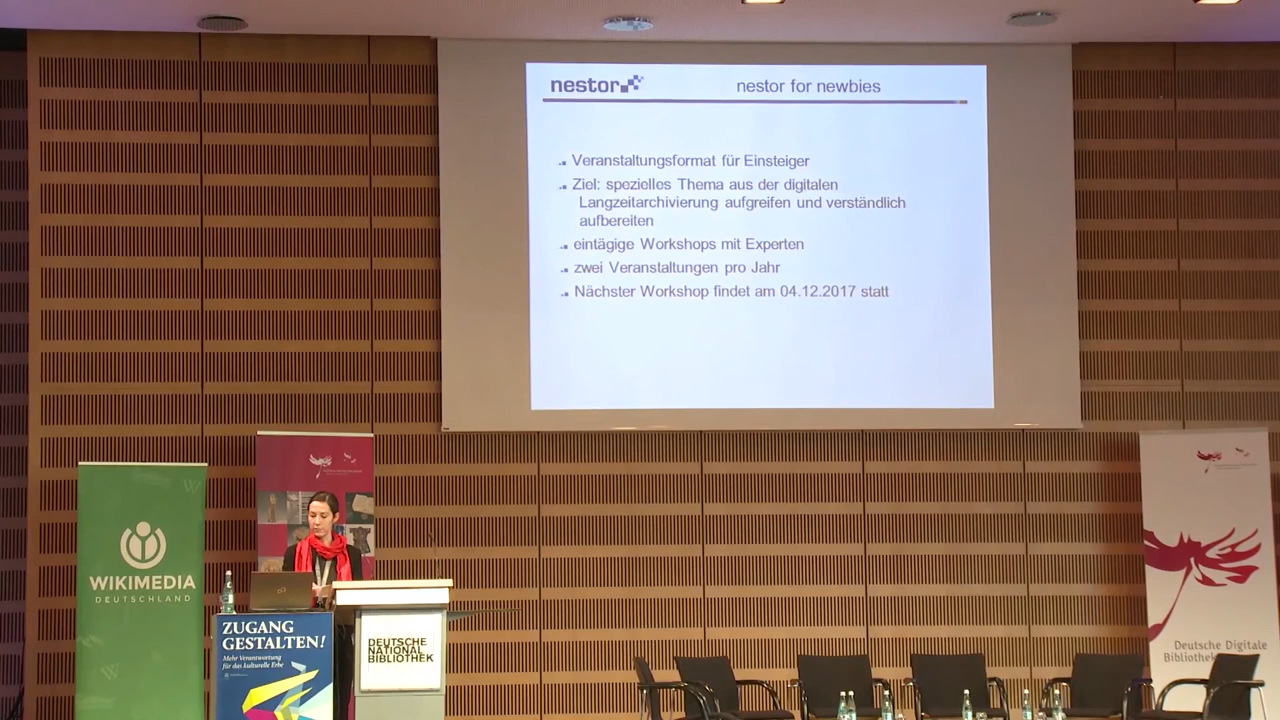 nestor
nestor for newbies
Veranstaltungsformat für Einsteiger
Ziel: spezielles Thema aus der digitalen
Langzeitarchivierung aufgreifen und verständlich
aufbereiten
eintägige Workshops mit Experten
zwei Veranstaltungen pro Jahr
Nächster Workshop findet am 04.12.2017 statt
WIKIMEDIA
DEUTSCHLAND
ZUGANG
GESTALTEN!
Mehr Verantwortung
für das kulturelle Erbe
DEUTSCHE
NATIONAL
BIBLIOTHEK
Deutsche Digitale
Bibliothek